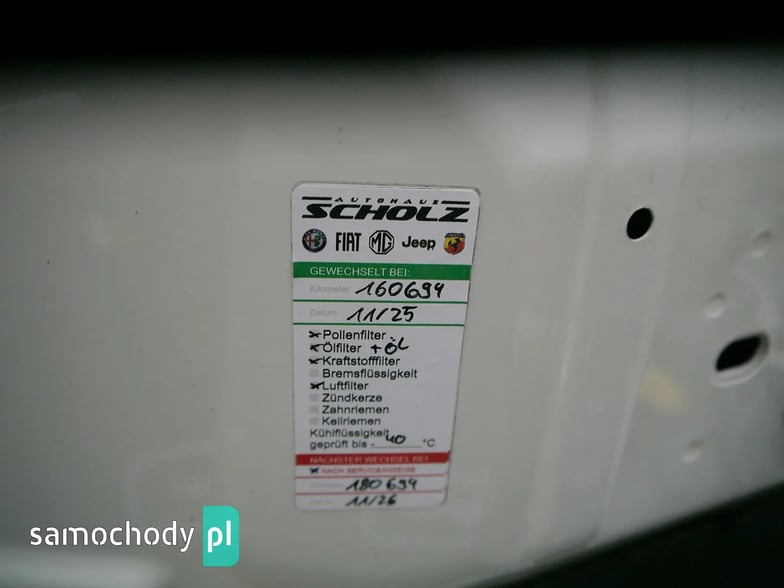 AUTOHAUS
SCHOLZ
FIAT MG Jeep
GEWECHSELT BEI:
Kilometer 160694
Datum 11/25
Pollenfilter
Ölfilter + öl
Kraftstofffilter
Bremsflüssigkeit
Luftfilter
Zündkerze
Zahnriemen
Keilriemen
Kühlflüssigkeit
geprüft bis - 40 °C
NÄCHSTER WECHSEL BEI:
NACH SERVICEANZEIGE
180694
11/26
samochody pl